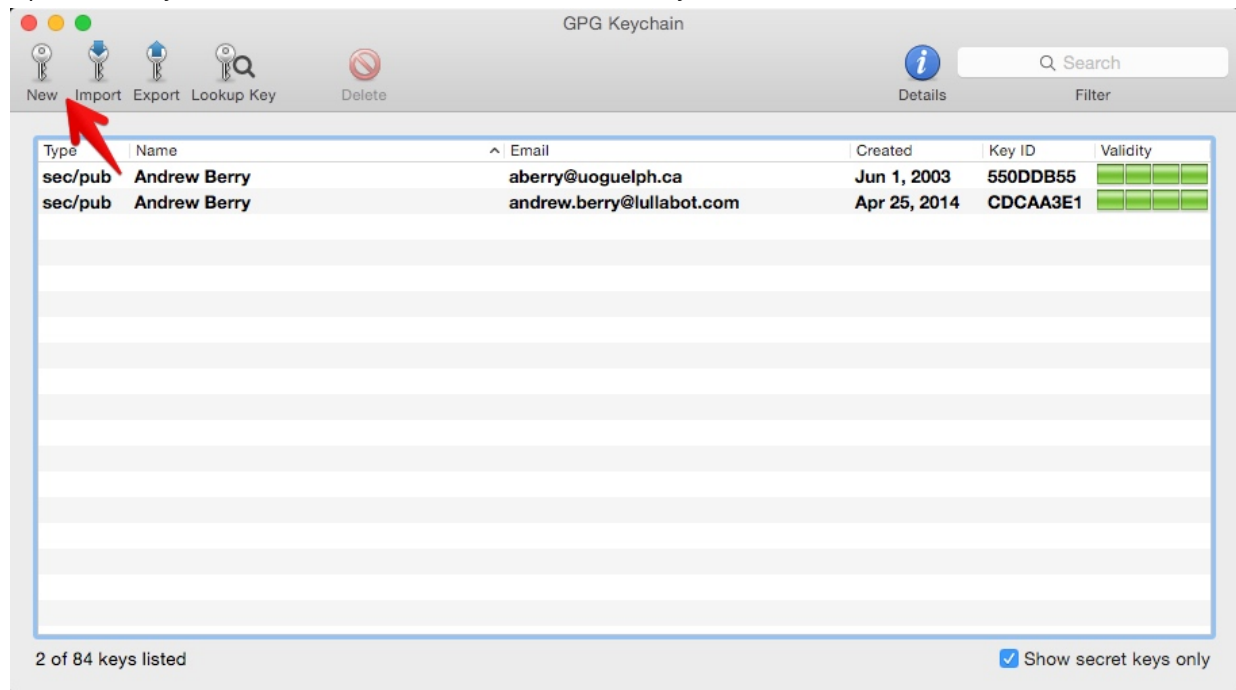 GPG Keychain
New Import Export Lookup Key Delete Details Search Filter
Type Name Email Created Key ID Validity
sec/pub Andrew Berry aberry@uoguelph.ca Jun 1, 2003 550DDB55
sec/pub Andrew Berry andrew.berry@lullabot.com Apr 25, 2014 CDCAA3E1
2 of 84 keys listed Show secret keys only